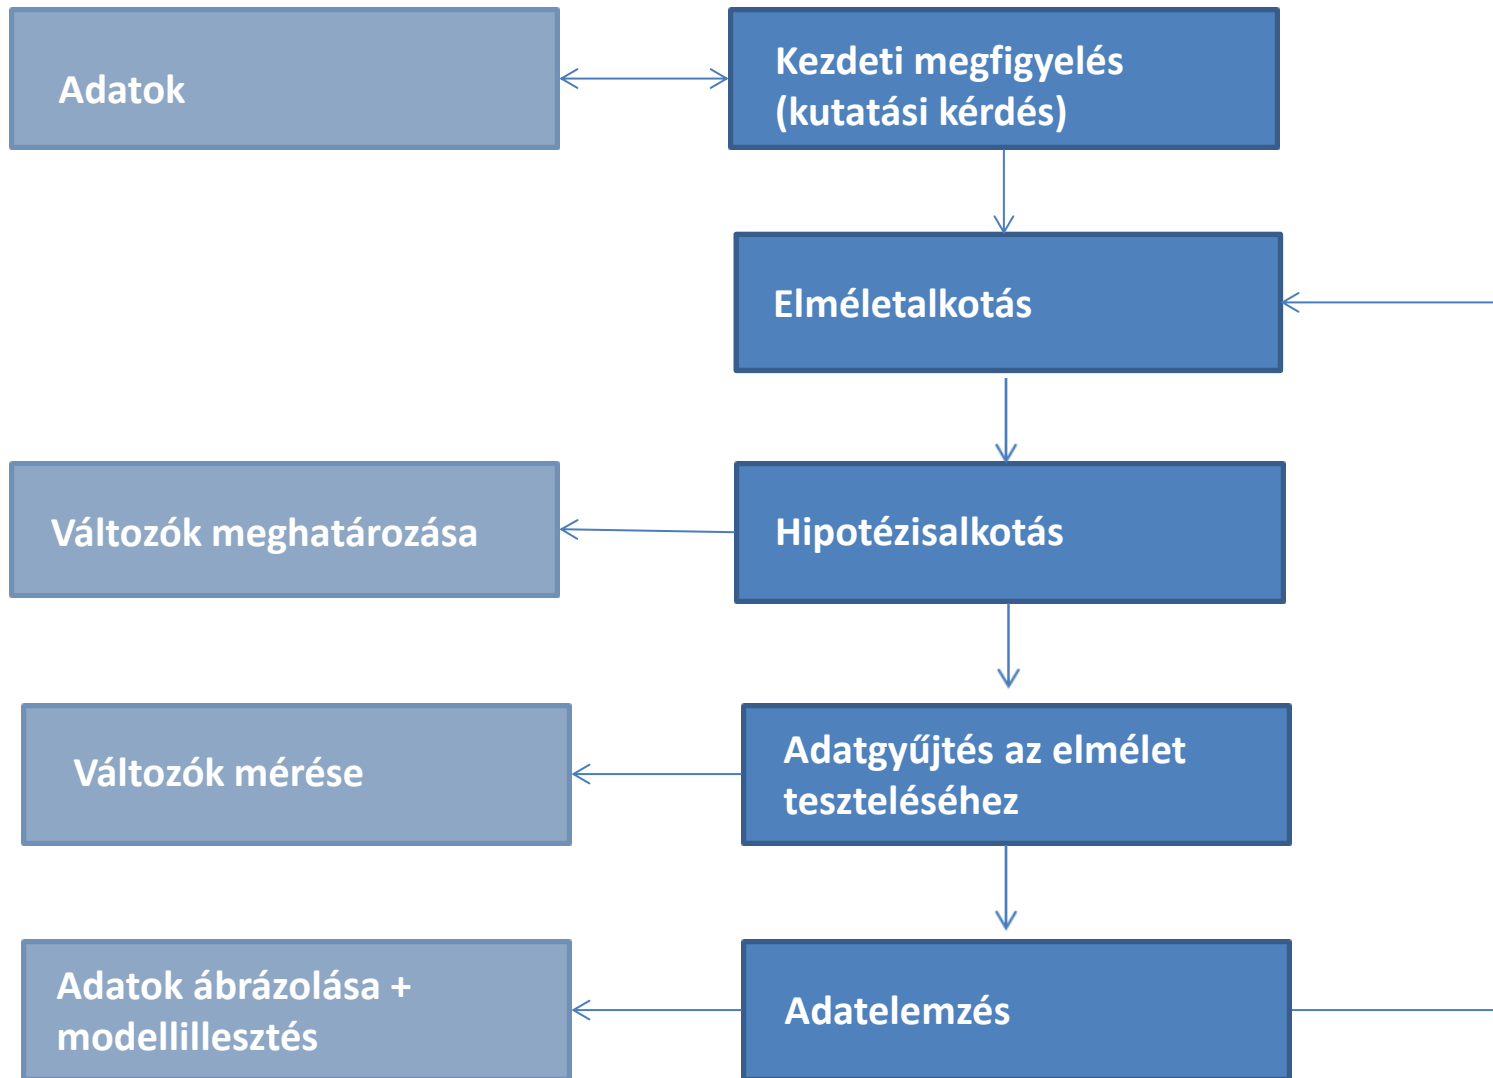 Adatok
Kezdeti megfigyelés
(kutatási kérdés)
Elméletalkotás
Változók meghatározása
Hipotézisalkotás
Változók mérése
Adatgyűjtés az elmélet
teszteléséhez
Adatok ábrázolása +
modellillesztés
Adatelemzés